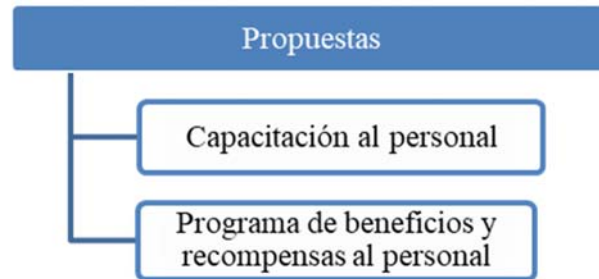 Propuestas
Capacitación al personal
Programa de beneficios y
recompensas al personal